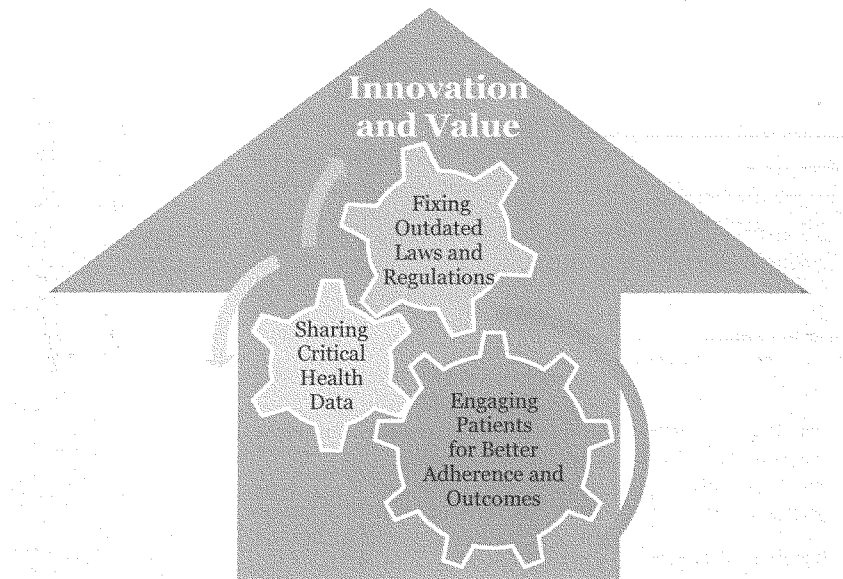 Innovation
and Value
Fixing
Outdated
Laws and
Regulations
Sharing
Critical
Health
Data
Engaging
Patients
for Better
Adherence and
Outcomes